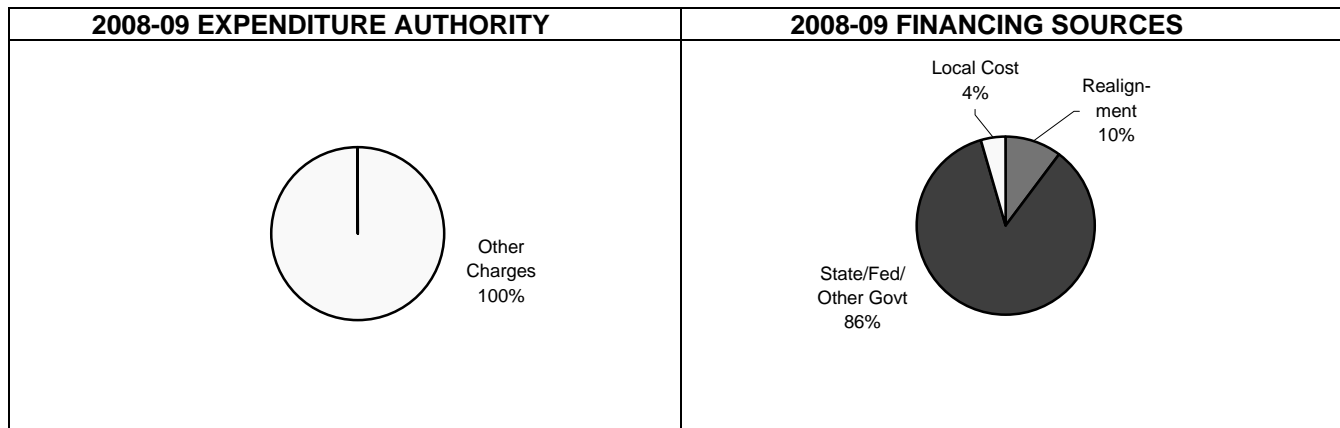 2008-09 EXPENDITURE AUTHORITY
Other
Charges
100%
2008-09 FINANCING SOURCES
Local Cost
4%
Realign-
ment
10%
State/Fed/
Other Govt
86%